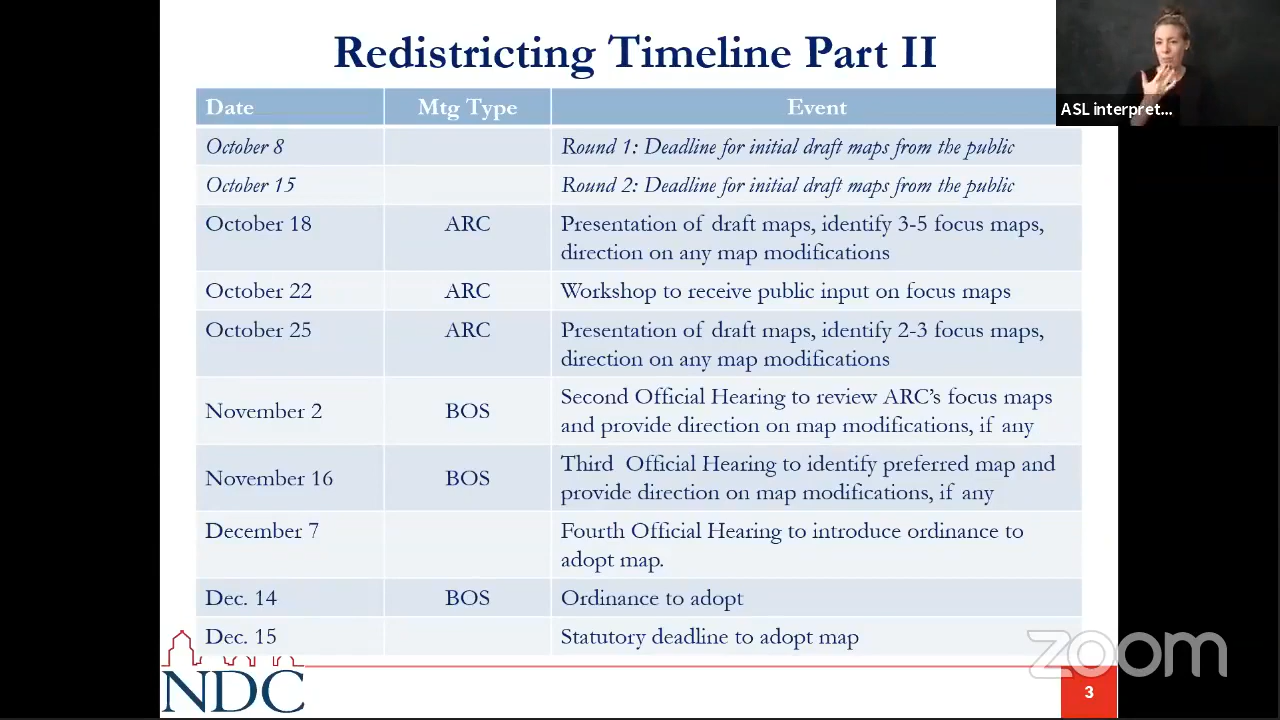 Redistricting Timeline Part II
ASL interpret...
Date Mtg Type Event
October 8 Round 1: Deadline for initial draft maps from the public
October 15 Round 2: Deadline for initial draft maps from the public
October 18 ARC Presentation of draft maps, identify 3-5 focus maps,
direction on any map modifications
October 22 ARC Workshop to receive public input on focus maps
October 25 ARC Presentation of draft maps, identify 2-3 focus maps,
direction on any map modifications
November 2 BOS Second Official Hearing to review ARC’s focus maps
and provide direction on map modifications, if any
November 16 BOS Third Official Hearing to identify preferred map and
provide direction on map modifications, if any
December 7 Fourth Official Hearing to introduce ordinance to
adopt map.
Dec. 14 BOS Ordinance to adopt
Dec. 15 Statutory deadline to adopt map
zoom
NDC
3